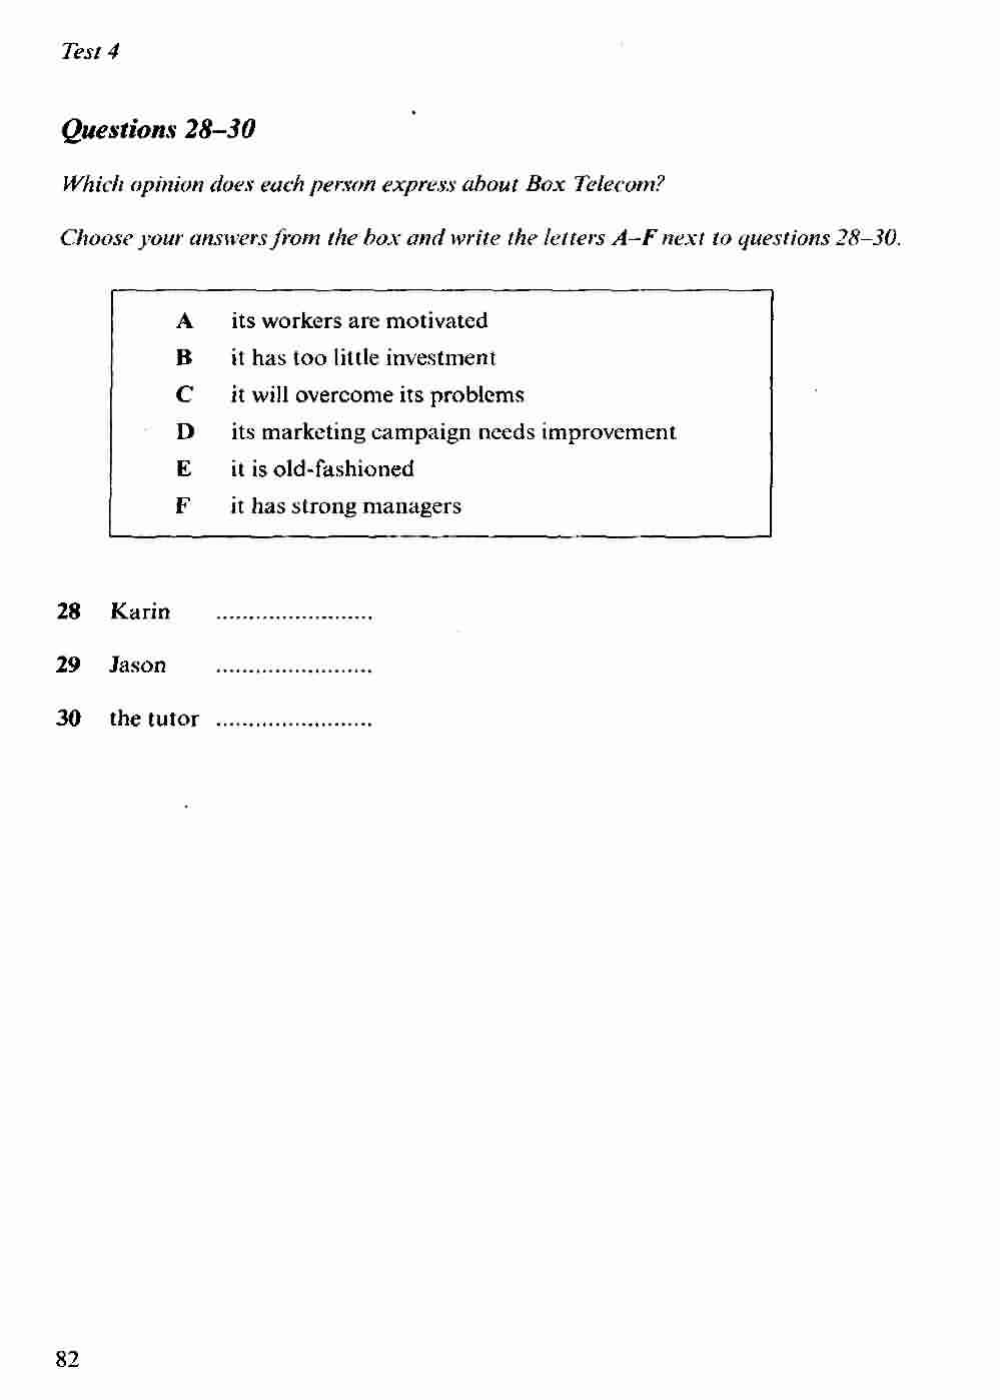 Test 4
Questions 28–30
Which opinion does each person express about Box Telecom?
Choose your answers from the box and write the letters A–F next to questions 28–30.
A its workers are motivated
B it has too little investment
C it will overcome its problems
D its marketing campaign needs improvement
E it is old-fashioned
F it has strong managers
28 Karin ........................
29 Jason ........................
30 the tutor ........................
82